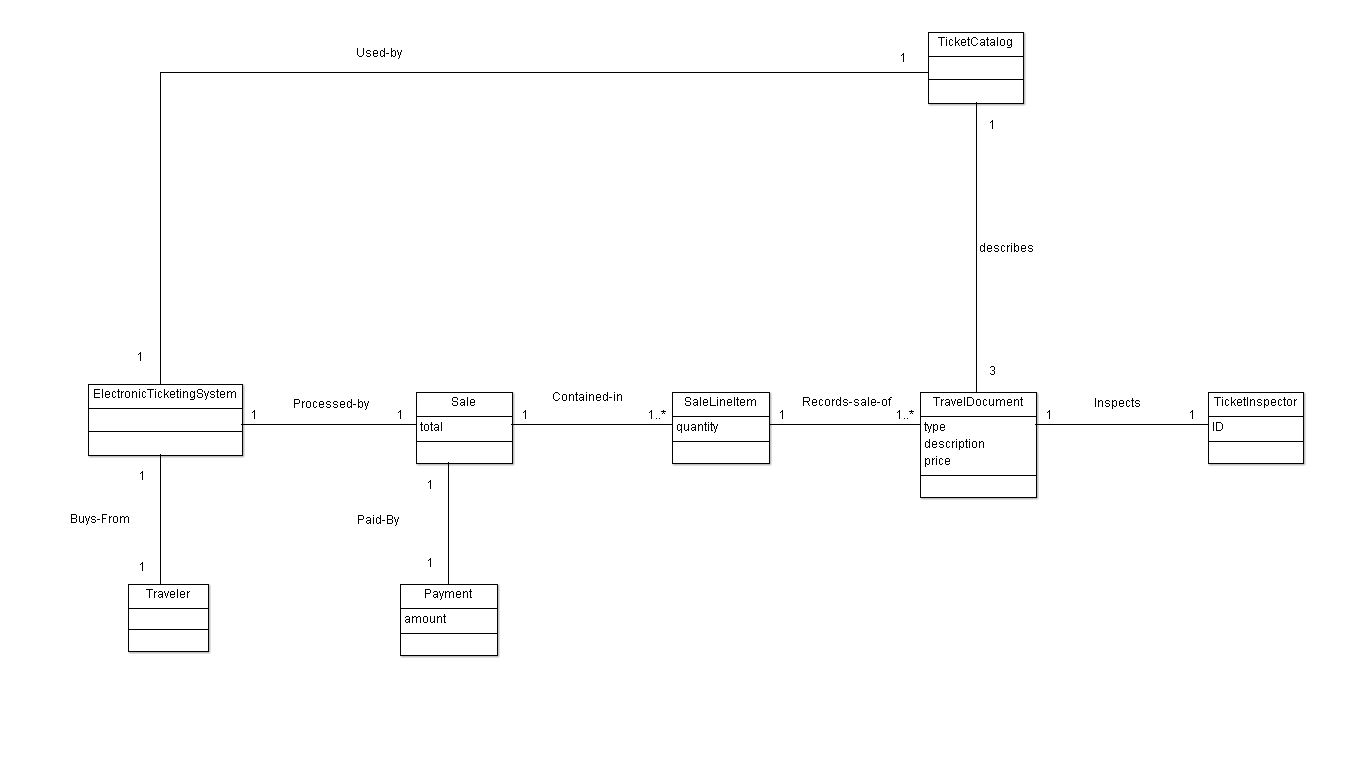 TicketCatalog
Used-by
1
1
describes
1
3
ElectronicTicketingSystem
1
Processed-by
1
Sale
total
1
Contained-in
1..*
SaleLineItem
quantity
1
Records-sale-of
1..*
TravelDocument
type
description
price
1
Inspects
1
TicketInspector
ID
1
Buys-From
1
Traveler
1
Paid-By
1
Payment
amount